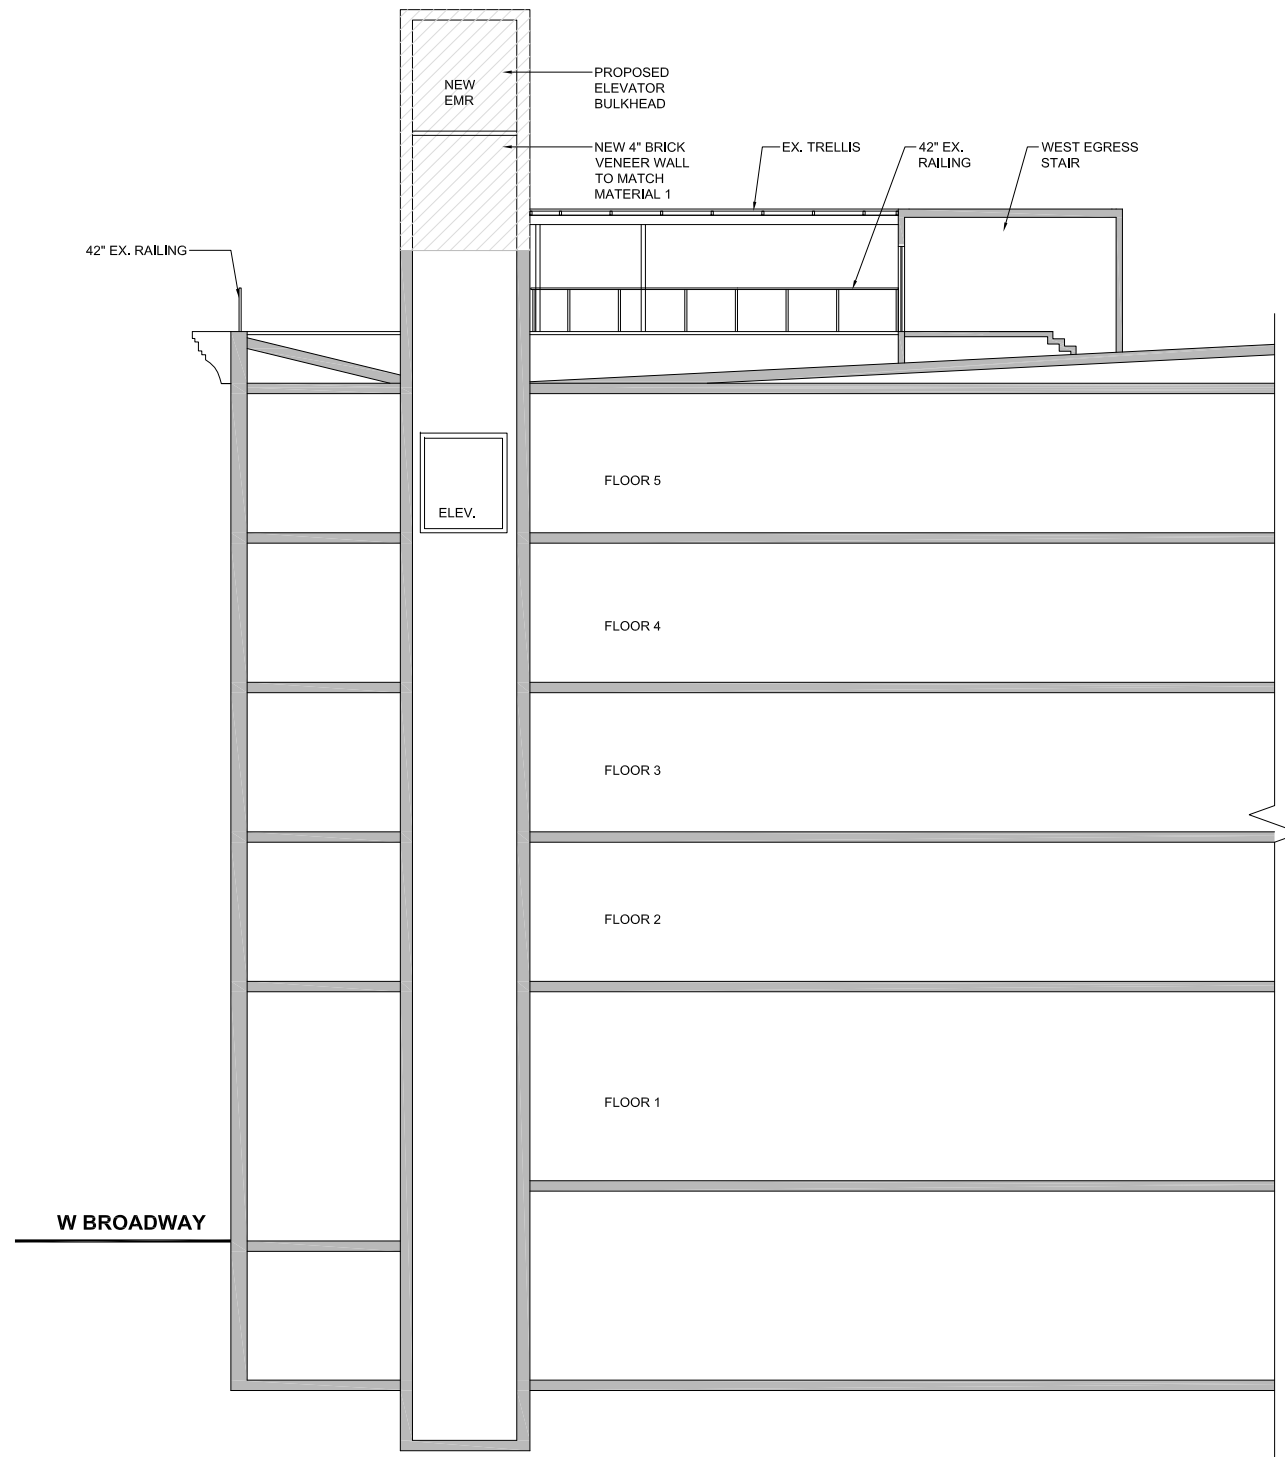 NEW
EMR
PROPOSED
ELEVATOR
BULKHEAD
NEW 4" BRICK
VENEER WALL
TO MATCH
MATERIAL 1
EX. TRELLIS
42" EX.
RAILING
WEST EGRESS
STAIR
42" EX. RAILING
FLOOR 5
ELEV.
FLOOR 4
FLOOR 3
FLOOR 2
FLOOR 1
W BROADWAY